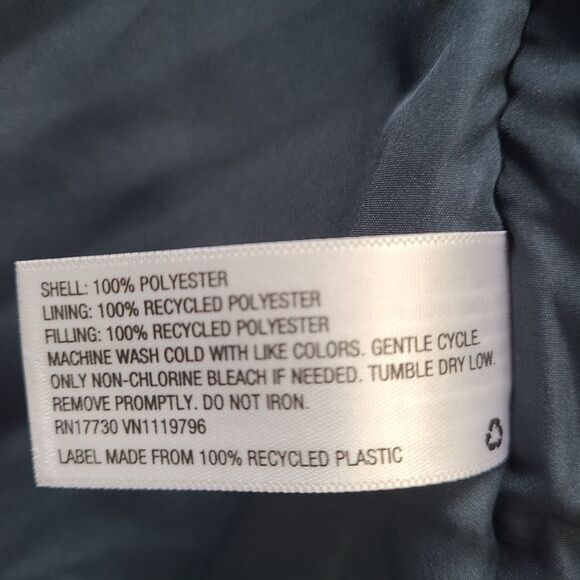 SHELL: 100% POLYESTER
LINING: 100% RECYCLED POLYESTER
FILLING: 100% RECYCLED POLYESTER
MACHINE WASH COLD WITH LIKE COLORS. GENTLE CYCLE.
ONLY NON-CHLORINE BLEACH IF NEEDED. TUMBLE DRY LOW.
REMOVE PROMPTLY. DO NOT IRON.
RN17730 VN1119796
LABEL MADE FROM 100% RECYCLED PLASTIC